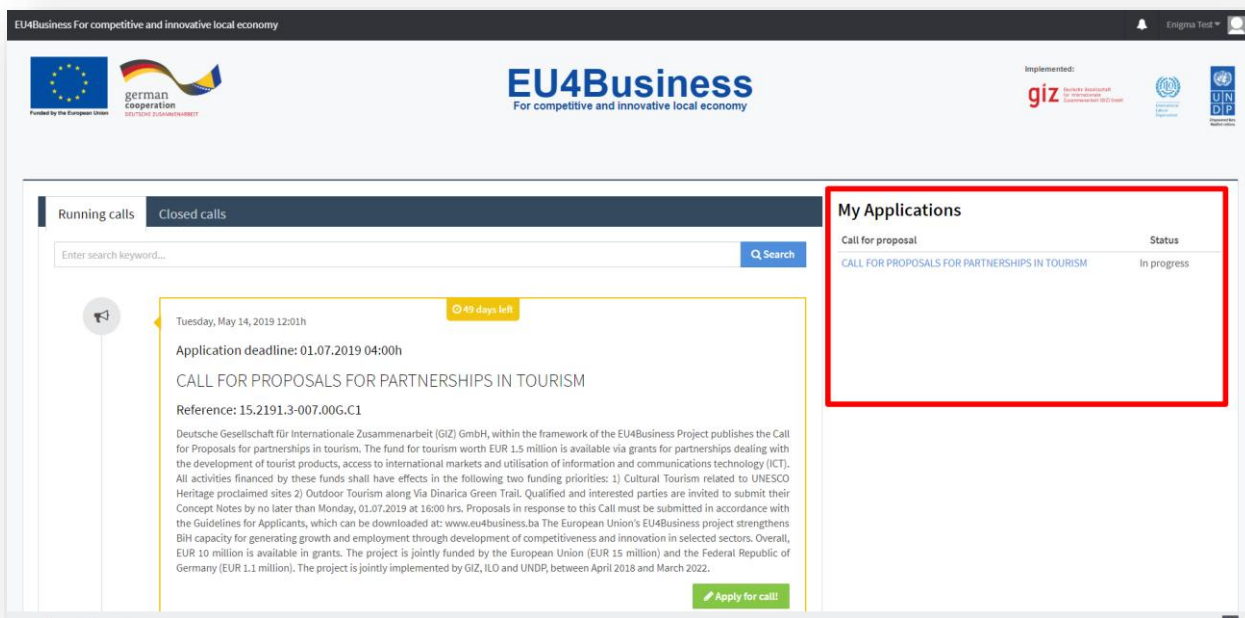 EU4Business For competitive and innovative local economy
Enigma Test
Funded by the European Union
german
cooperation
DEUTSCHE ZUSAMMENARBEIT
EU4Business
For competitive and innovative local economy
Implemented:
giz Deutsche Gesellschaft
für Internationale
Zusammenarbeit (GIZ) GmbH
International
Labour
Organization
U N
D P
Running calls
Closed calls
Enter search keyword...
Search
49 days left
Tuesday, May 14, 2019 12:01h
Application deadline: 01.07.2019 04:00h
CALL FOR PROPOSALS FOR PARTNERSHIPS IN TOURISM
Reference: 15.2191.3-007.00G.C1
Deutsche Gesellschaft für Internationale Zusammenarbeit (GIZ) GmbH, within the framework of the EU4Business Project publishes the Call
for Proposals for partnerships in tourism. The fund for tourism worth EUR 1.5 million is available via grants for partnerships dealing with
the development of tourist products, access to international markets and utilisation of information and communications technology (ICT).
All activities financed by these funds shall have effects in the following two funding priorities: 1) Cultural Tourism related to UNESCO
Heritage proclaimed sites 2) Outdoor Tourism along Via Dinarica Green Trail. Qualified and interested parties are invited to submit their
Concept Notes by no later than Monday, 01.07.2019 at 16:00 hrs. Proposals in response to this Call must be submitted in accordance with
the Guidelines for Applicants, which can be downloaded at: www.eu4business.ba The European Union's EU4Business project strengthens
BiH capacity for generating growth and employment through development of competitiveness and innovation in selected sectors. Overall,
EUR 10 million is available in grants. The project is jointly funded by the European Union (EUR 15 million) and the Federal Republic of
Germany (EUR 1.1 million). The project is jointly implemented by GIZ, ILO and UNDP, between April 2018 and March 2022.
Apply for call!
My Applications
Call for proposal Status
CALL FOR PROPOSALS FOR PARTNERSHIPS IN TOURISM In progress